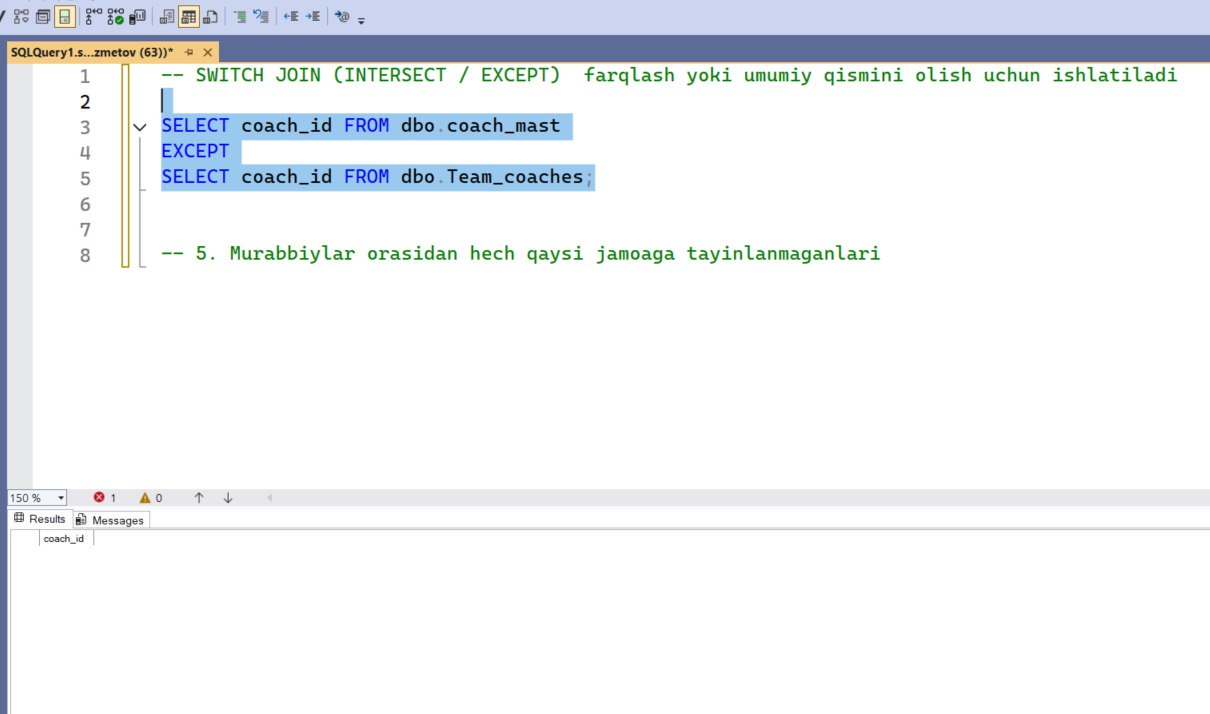 SQLQuery1.s...zmetov (63))*
1 -- SWITCH JOIN (INTERSECT / EXCEPT)  farqlash yoki umumiy qismini olish uchun ishlatiladi
2
3 SELECT coach_id FROM dbo.coach_mast
4 EXCEPT
5 SELECT coach_id FROM dbo.Team_coaches;
6
7
8 -- 5. Murabbiylar orasidan hech qaysi jamoaga tayinlanmaganlari
150 % 1 0
Results Messages
coach_id